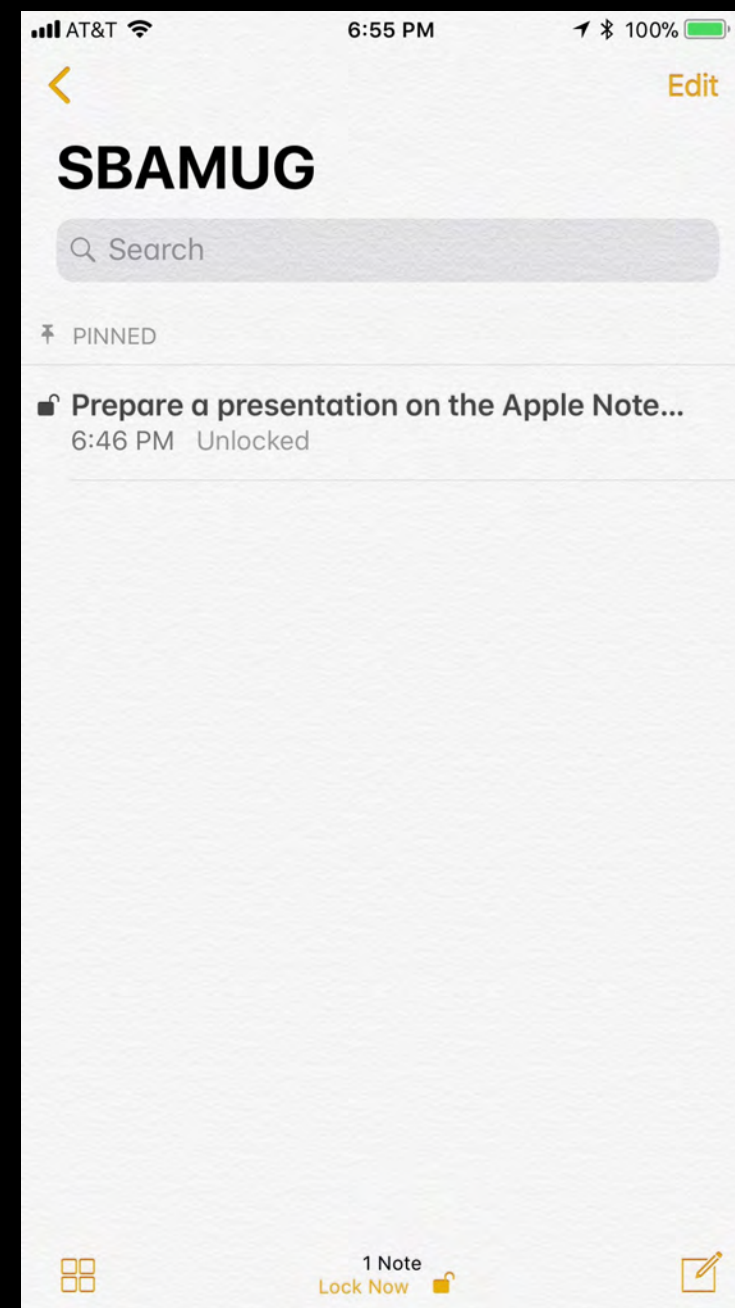 AT&T 6:55 PM 100%
Edit
SBAMUG
Search
PINNED
Prepare a presentation on the Apple Note...
6:46 PM Unlocked
1 Note
Lock Now